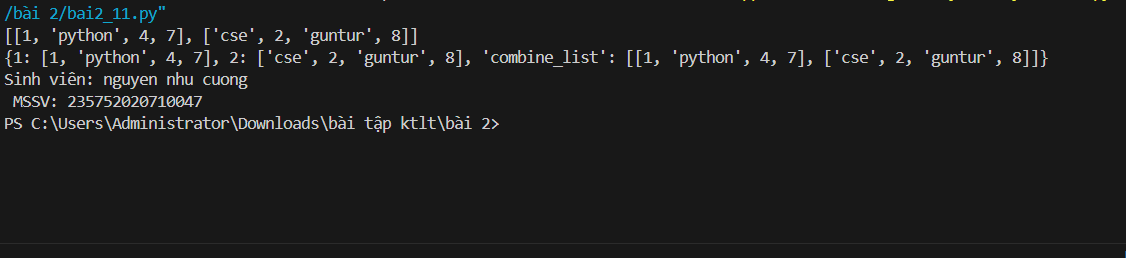 /bài 2/bai2_11.py"
[[1, 'python', 4, 7], ['cse', 2, 'guntur', 8]]
{1: [1, 'python', 4, 7], 2: ['cse', 2, 'guntur', 8], 'combine_list': [[1, 'python', 4, 7], ['cse', 2, 'guntur', 8]]}
Sinh viên: nguyen nhu cuong
 MSSV: 235752020710047
PS C:\Users\Administrator\Downloads\bài tập ktlt\bài 2>